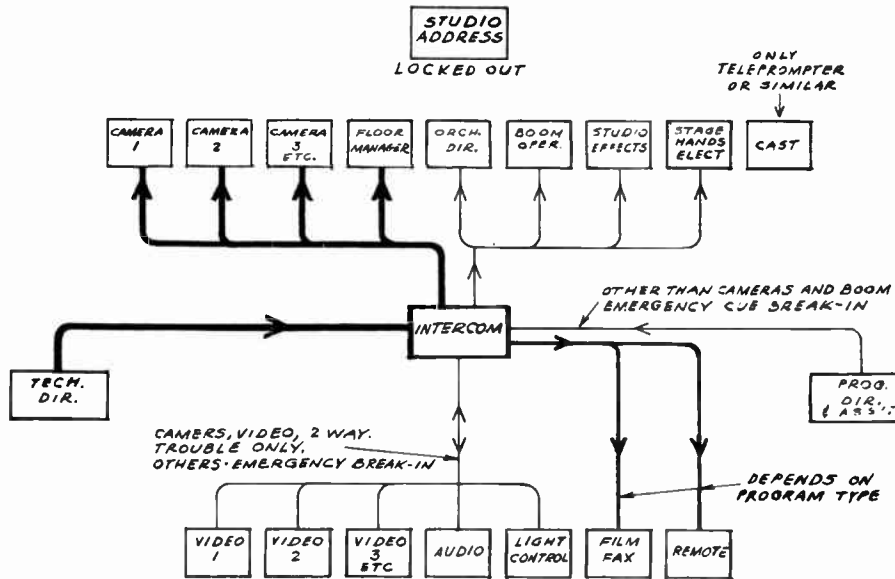 STUDIO
ADDRESS
LOCKED OUT
ONLY
TELEPROMPTER
OR SIMILAR
CAMERA
1
CAMERA
2
CAMERA
3
ETC.
FLOOR
MANAGER
ORCH.
DIR.
BOOM
OPER.
STUDIO
EFFECTS
STAGE
HANDS
ELECT
CAST
OTHER THAN CAMERAS AND BOOM
EMERGENCY CUE BREAK-IN
INTERCOM
TECH.
DIR.
PROG.
DIR.
& ASS'T.
CAMERS, VIDEO, 2 WAY.
TROUBLE ONLY.
OTHERS·EMERGENCY BREAK-IN
DEPENDS ON
PROGRAM TYPE
VIDEO
1
VIDEO
2
VIDEO
3
ETC
AUDIO
LIGHT
CONTROL
FILM
FAX
REMOTE